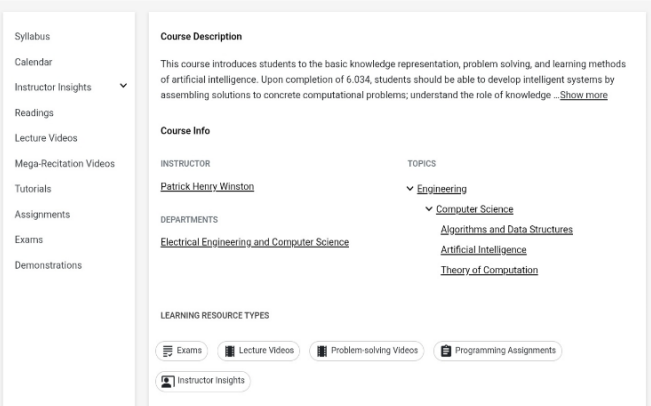 Syllabus
Calendar
Instructor Insights
Readings
Lecture Videos
Mega-Recitation Videos
Tutorials
Assignments
Exams
Demonstrations
Course Description
This course introduces students to the basic knowledge representation, problem solving, and learning methods
of artificial intelligence. Upon completion of 6.034, students should be able to develop intelligent systems by
assembling solutions to concrete computational problems; understand the role of knowledge ...Show more
Course Info
INSTRUCTOR
Patrick Henry Winston
DEPARTMENTS
Electrical Engineering and Computer Science
TOPICS
Engineering
Computer Science
Algorithms and Data Structures
Artificial Intelligence
Theory of Computation
LEARNING RESOURCE TYPES
Exams Lecture Videos Problem-solving Videos Programming Assignments
Instructor Insights